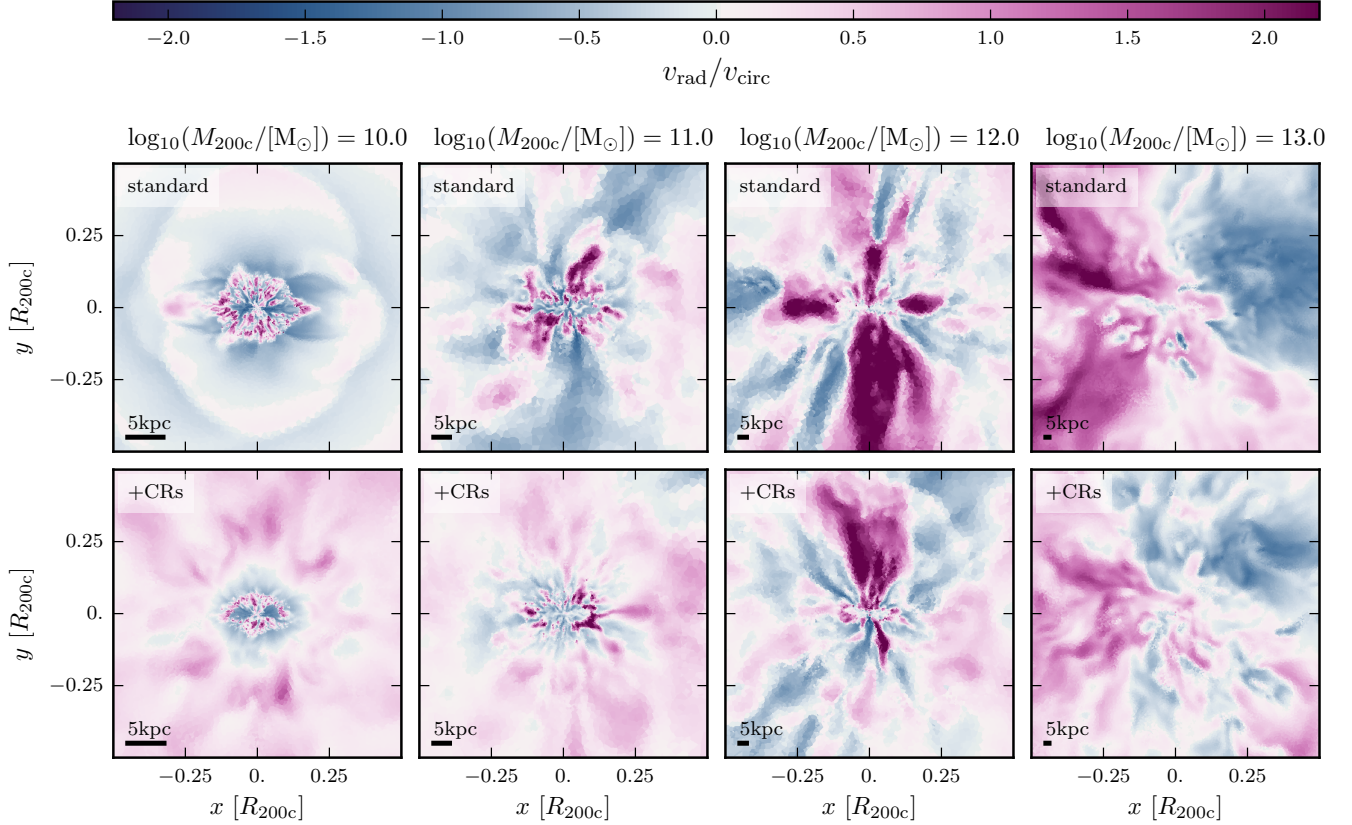 −2.0 −1.5 −1.0 −0.5 0.0 0.5 1.0 1.5 2.0
v_rad/v_circ
log₁₀(M₂₀₀c/[M☉]) = 10.0 log₁₀(M₂₀₀c/[M☉]) = 11.0 log₁₀(M₂₀₀c/[M☉]) = 12.0 log₁₀(M₂₀₀c/[M☉]) = 13.0
standard standard standard standard
0.25
y [R₂₀₀c]
0.
−0.25
5kpc 5kpc 5kpc 5kpc
+CRs +CRs +CRs +CRs
0.25
y [R₂₀₀c]
0.
−0.25
5kpc 5kpc 5kpc 5kpc
−0.25 0. 0.25 −0.25 0. 0.25 −0.25 0. 0.25 −0.25 0. 0.25
x [R₂₀₀c] x [R₂₀₀c] x [R₂₀₀c] x [R₂₀₀c]